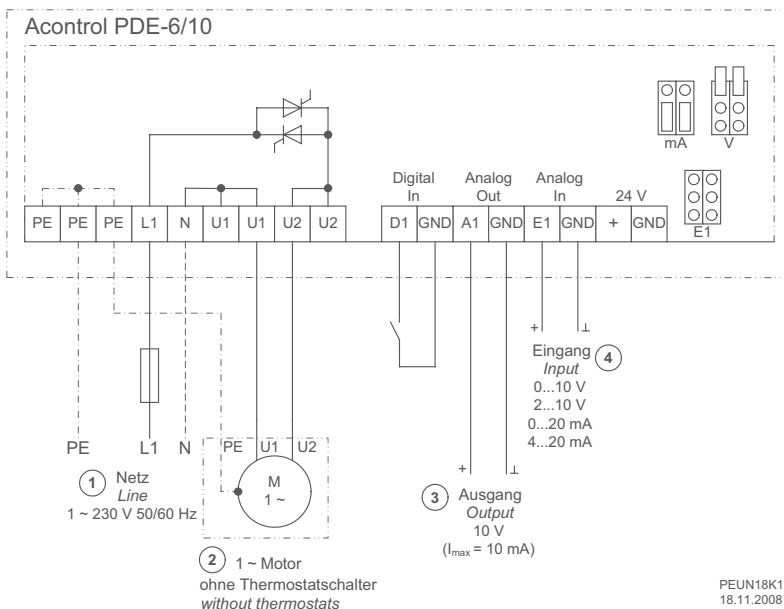 Acontrol PDE-6/10
mA
V
E1
Digital
In
Analog
Out
Analog
In
24 V
PE PE PE L1 N U1 U1 U2 U2
D1 GND A1 GND E1 GND + GND
+ ⊥
Eingang
Input
0...10 V
2...10 V
0...20 mA
4...20 mA
4
PE L1 N
PE U1 U2
M
1 ~
1
Netz
Line
1 ~ 230 V 50/60 Hz
+ ⊥
3
Ausgang
Output
10 V
(Imax = 10 mA)
2
1 ~ Motor
ohne Thermostatschalter
without thermostats
PEUN18K1
18.11.2008